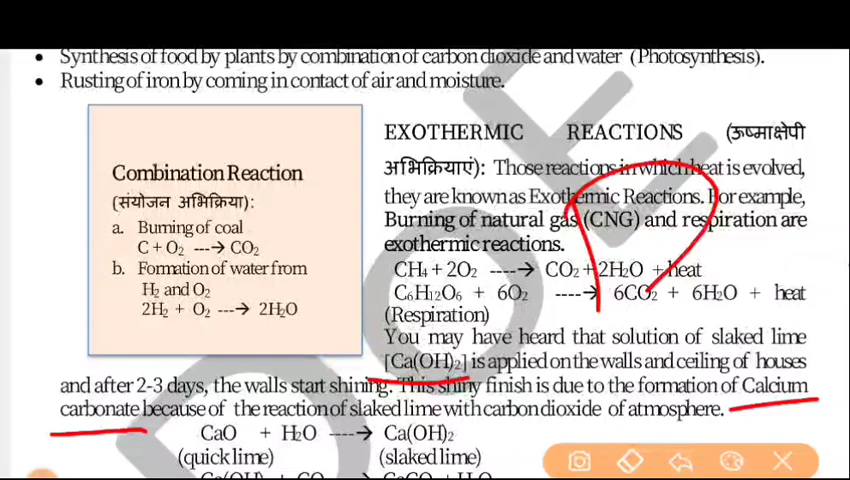 • Synthesis of food by plants by combination of carbon dioxide and water (Photosynthesis).
• Rusting of iron by coming in contact of air and moisture.
Combination Reaction
(संयोजन अभिक्रिया):
a. Burning of coal
C + O₂ ---→ CO₂
b. Formation of water from
H₂ and O₂
2H₂ + O₂ ---→ 2H₂O
EXOTHERMIC REACTIONS (ऊष्माक्षेपी
अभिक्रियाएं): Those reactions in which heat is evolved,
they are known as Exothermic Reactions. For example,
Burning of natural gas (CNG) and respiration are
exothermic reactions.
CH₄ + 2O₂ ----→ CO₂ + 2H₂O + heat
C₆H₁₂O₆ + 6O₂ ----→ 6CO₂ + 6H₂O + heat
(Respiration)
You may have heard that solution of slaked lime
[Ca(OH)₂] is applied on the walls and ceiling of houses
and after 2-3 days, the walls start shining. This shiny finish is due to the formation of Calcium
carbonate because of the reaction of slaked lime with carbon dioxide of atmosphere.
CaO + H₂O ----→ Ca(OH)₂
(quick lime) (slaked lime)
DOE